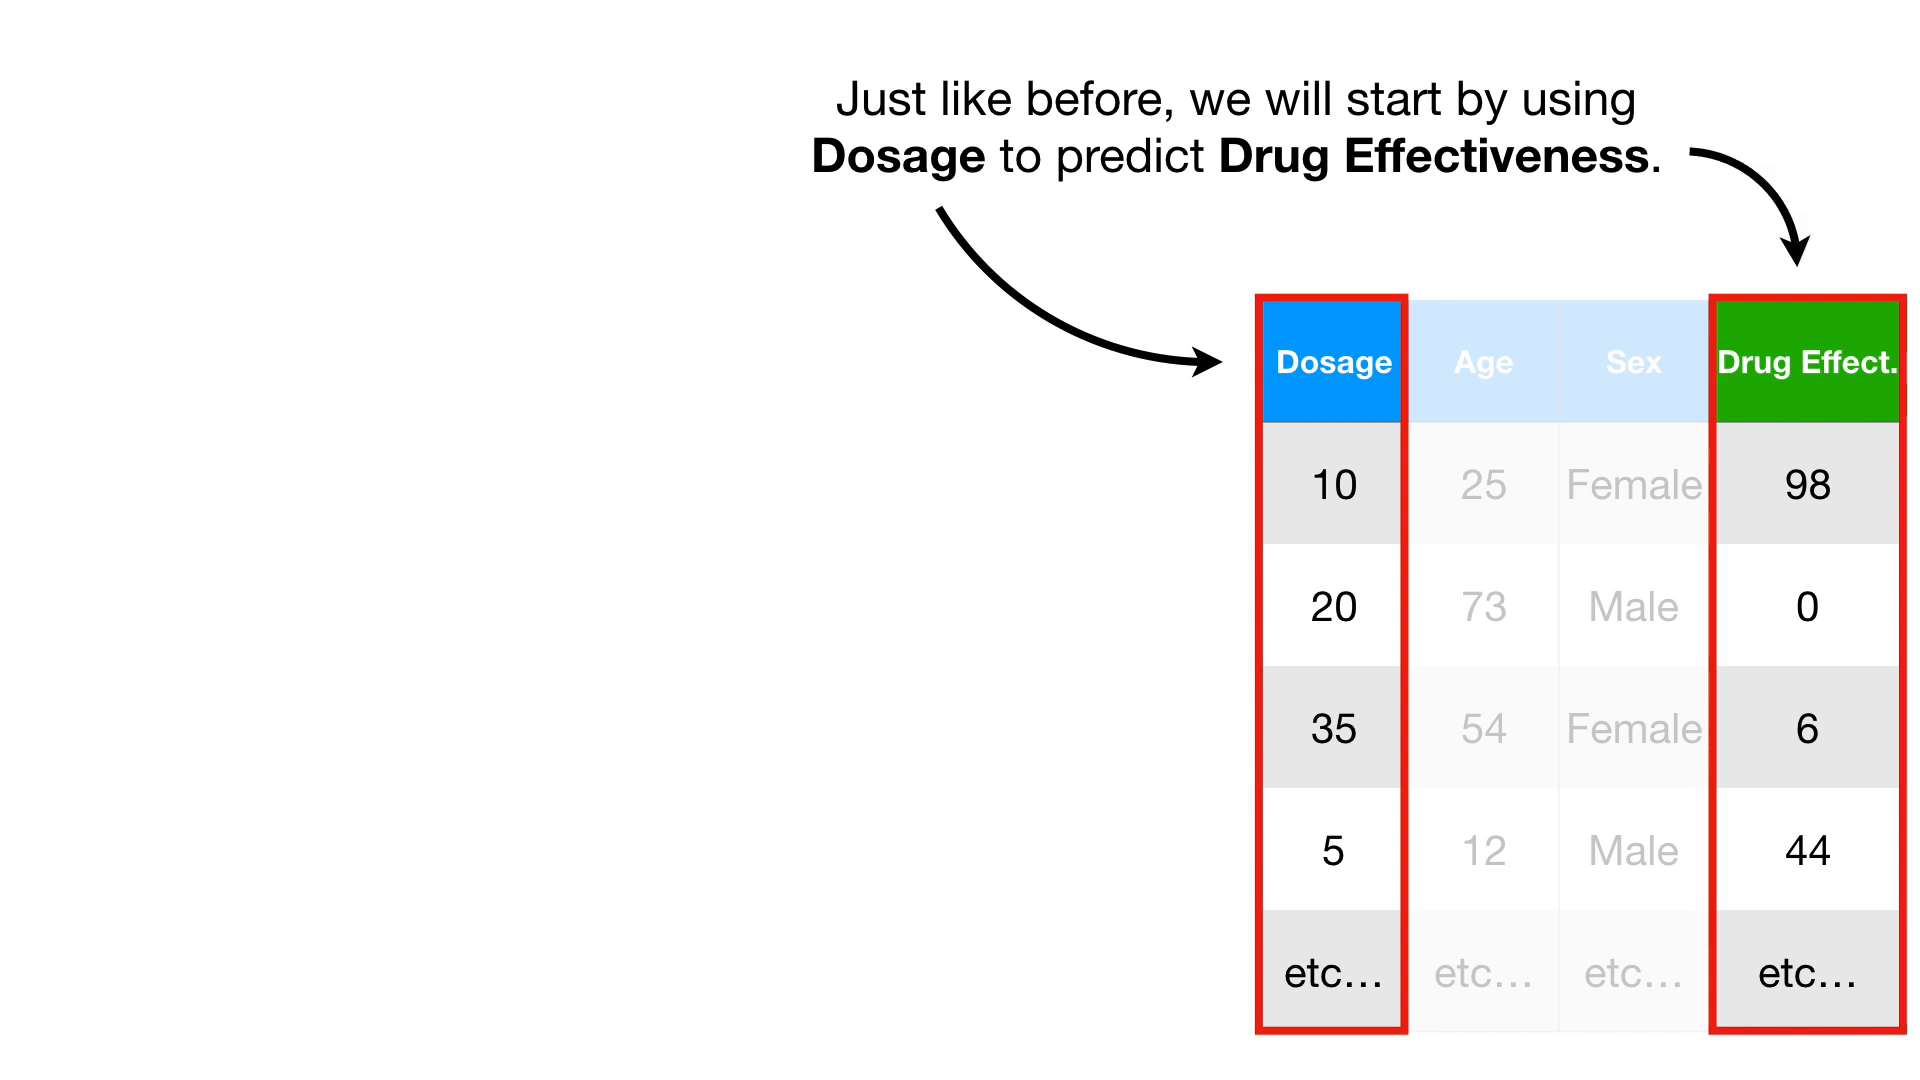 Just like before, we will start by using
Dosage to predict Drug Effectiveness.
Dosage Age Sex Drug Effect.
10 25 Female 98
20 73 Male 0
35 54 Female 6
5 12 Male 44
etc… etc… etc… etc…